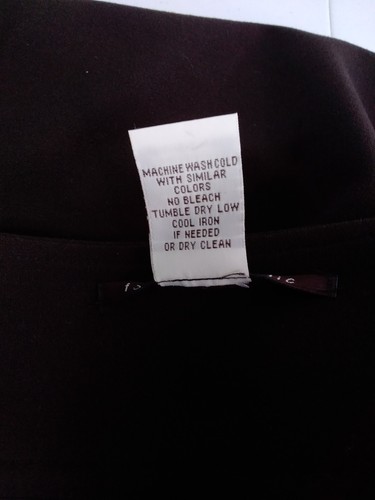 MACHINE WASH COLD
WITH SIMILAR
COLORS
NO BLEACH
TUMBLE DRY LOW
COOL IRON
IF NEEDED
OR DRY CLEAN